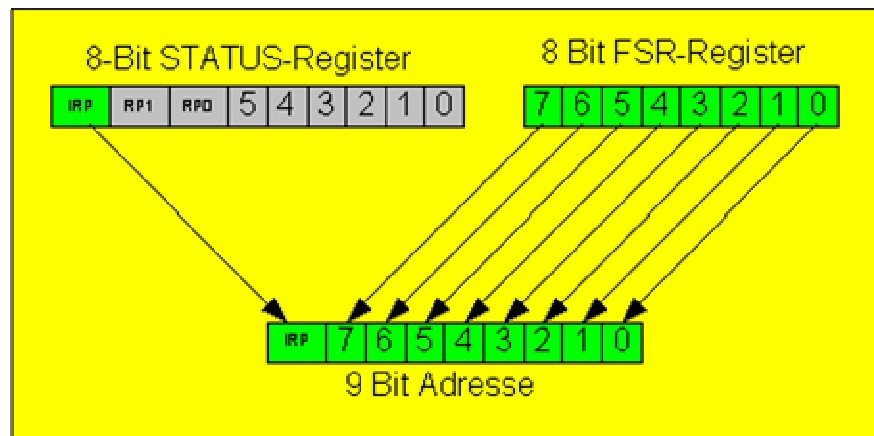 8-Bit STATUS-Register
8 Bit FSR-Register
IRP RP1 RP0 5 4 3 2 1 0
7 6 5 4 3 2 1 0
IRP 7 6 5 4 3 2 1 0
9 Bit Adresse